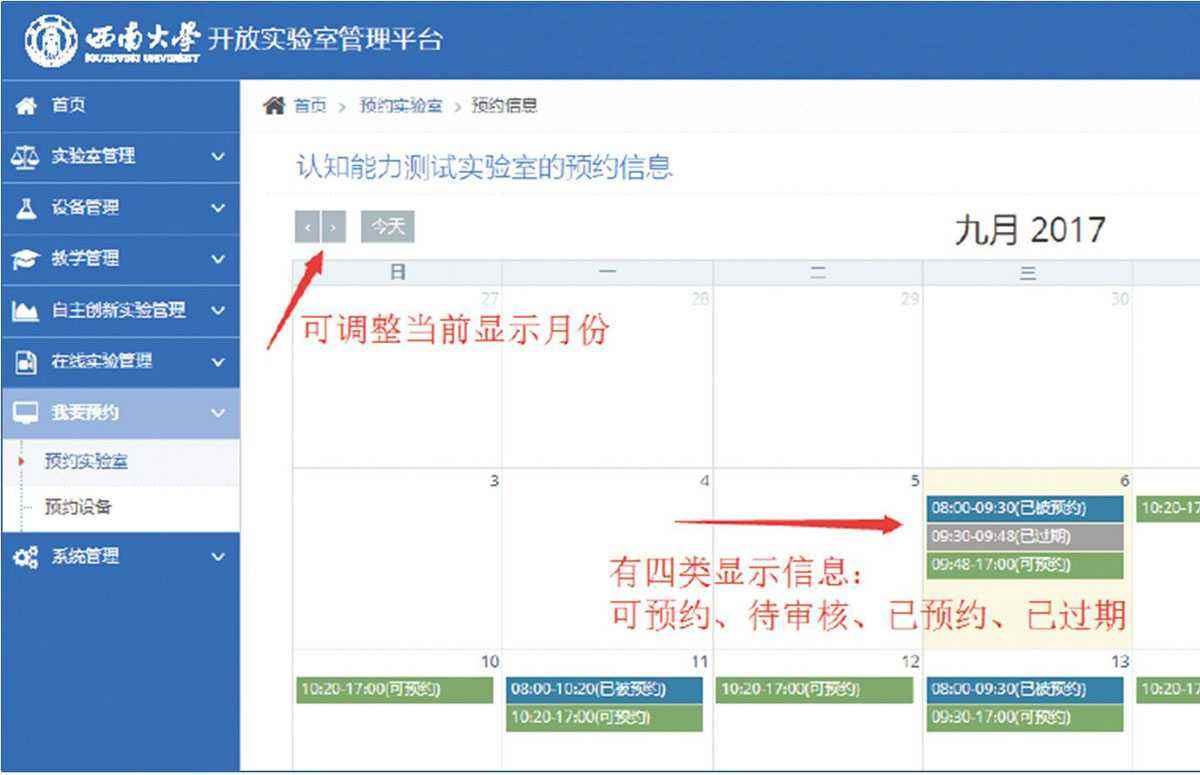 西南大学 开放实验室管理平台
SOUTHWEST UNIVERSITY
首页
实验室管理
设备管理
教学管理
自主创新实验管理
在线实验管理
我要预约
预约实验室
预约设备
系统管理
首页 > 预约实验室 > 预约信息
认知能力测试实验室的预约信息
‹ › 今天
九月 2017
日 一 二 三
27 28 29 30
可调整当前显示月份
3 4 5 6
08:00-09:30(已被预约)
10:20-17
09:30-09:48(已过期)
09:48-17:00(可预约)
有四类显示信息：
可预约、待审核、已预约、已过期
10 11 12 13
10:20-17:00(可预约) 08:00-10:20(已被预约) 10:20-17:00(可预约) 08:00-09:30(已被预约) 10:20-17
10:20-17:00(可预约) 09:30-17:00(可预约)